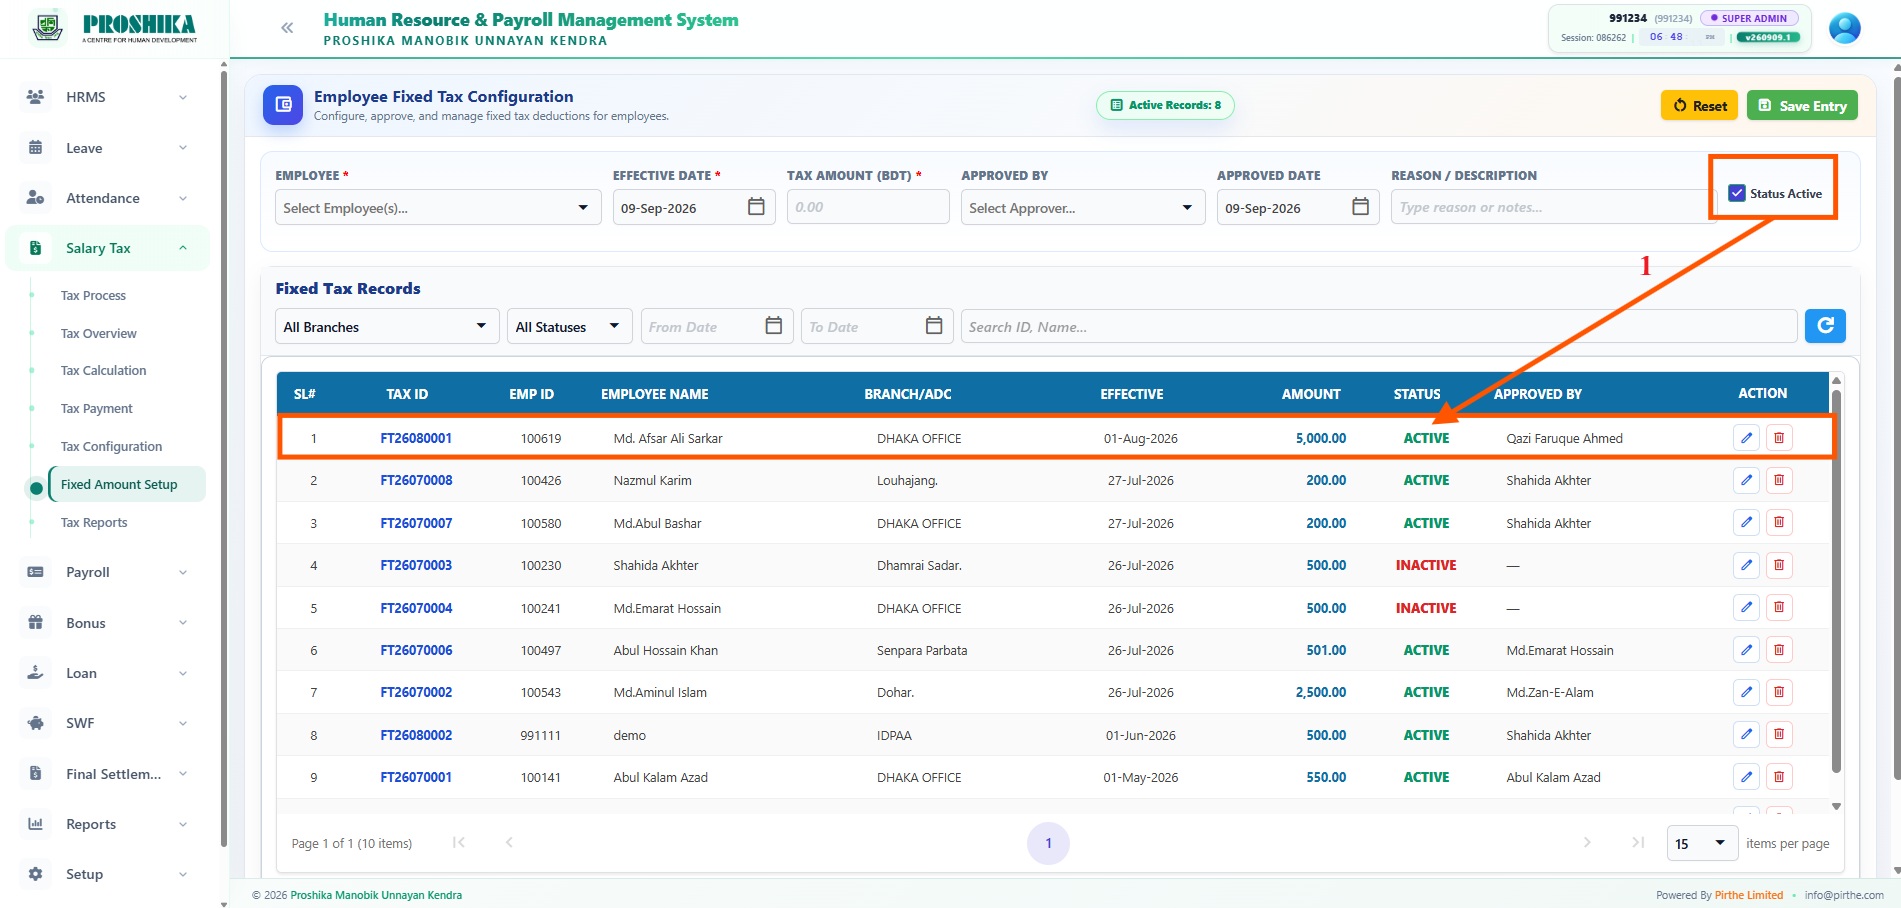 PROSHIKA
A CENTRE FOR HUMAN DEVELOPMENT
Human Resource & Payroll Management System
PROSHIKA MANOBIK UNNAYAN KENDRA
991234 (991234) SUPER ADMIN
Session: 086262 | 06 48 PM | v260909.1
HRMS
Leave
Attendance
Salary Tax
Tax Process
Tax Overview
Tax Calculation
Tax Payment
Tax Configuration
Fixed Amount Setup
Tax Reports
Payroll
Bonus
Loan
SWF
Final Settlem...
Reports
Setup
Employee Fixed Tax Configuration
Configure, approve, and manage fixed tax deductions for employees.
Active Records: 8
Reset
Save Entry
EMPLOYEE * EFFECTIVE DATE * TAX AMOUNT (BDT) * APPROVED BY APPROVED DATE REASON / DESCRIPTION
Select Employee(s)... 09-Sep-2026 0.00 Select Approver... 09-Sep-2026 Type reason or notes... Status Active
1
Fixed Tax Records
All Branches All Statuses From Date To Date Search ID, Name...
SL# TAX ID EMP ID EMPLOYEE NAME BRANCH/ADC EFFECTIVE AMOUNT STATUS APPROVED BY ACTION
1 FT26080001 100619 Md. Afsar Ali Sarkar DHAKA OFFICE 01-Aug-2026 5,000.00 ACTIVE Qazi Faruque Ahmed
2 FT26070008 100426 Nazmul Karim Louhajang. 27-Jul-2026 200.00 ACTIVE Shahida Akhter
3 FT26070007 100580 Md.Abul Bashar DHAKA OFFICE 27-Jul-2026 200.00 ACTIVE Shahida Akhter
4 FT26070003 100230 Shahida Akhter Dhamrai Sadar. 26-Jul-2026 500.00 INACTIVE —
5 FT26070004 100241 Md.Emarat Hossain DHAKA OFFICE 26-Jul-2026 500.00 INACTIVE —
6 FT26070006 100497 Abul Hossain Khan Senpara Parbata 26-Jul-2026 501.00 ACTIVE Md.Emarat Hossain
7 FT26070002 100543 Md.Aminul Islam Dohar. 26-Jul-2026 2,500.00 ACTIVE Md.Zan-E-Alam
8 FT26080002 991111 demo IDPAA 01-Jun-2026 500.00 ACTIVE Shahida Akhter
9 FT26070001 100141 Abul Kalam Azad DHAKA OFFICE 01-May-2026 550.00 ACTIVE Abul Kalam Azad
Page 1 of 1 (10 items) 1 15 items per page
© 2026 Proshika Manobik Unnayan Kendra
Powered By Pirthe Limited • info@pirthe.com